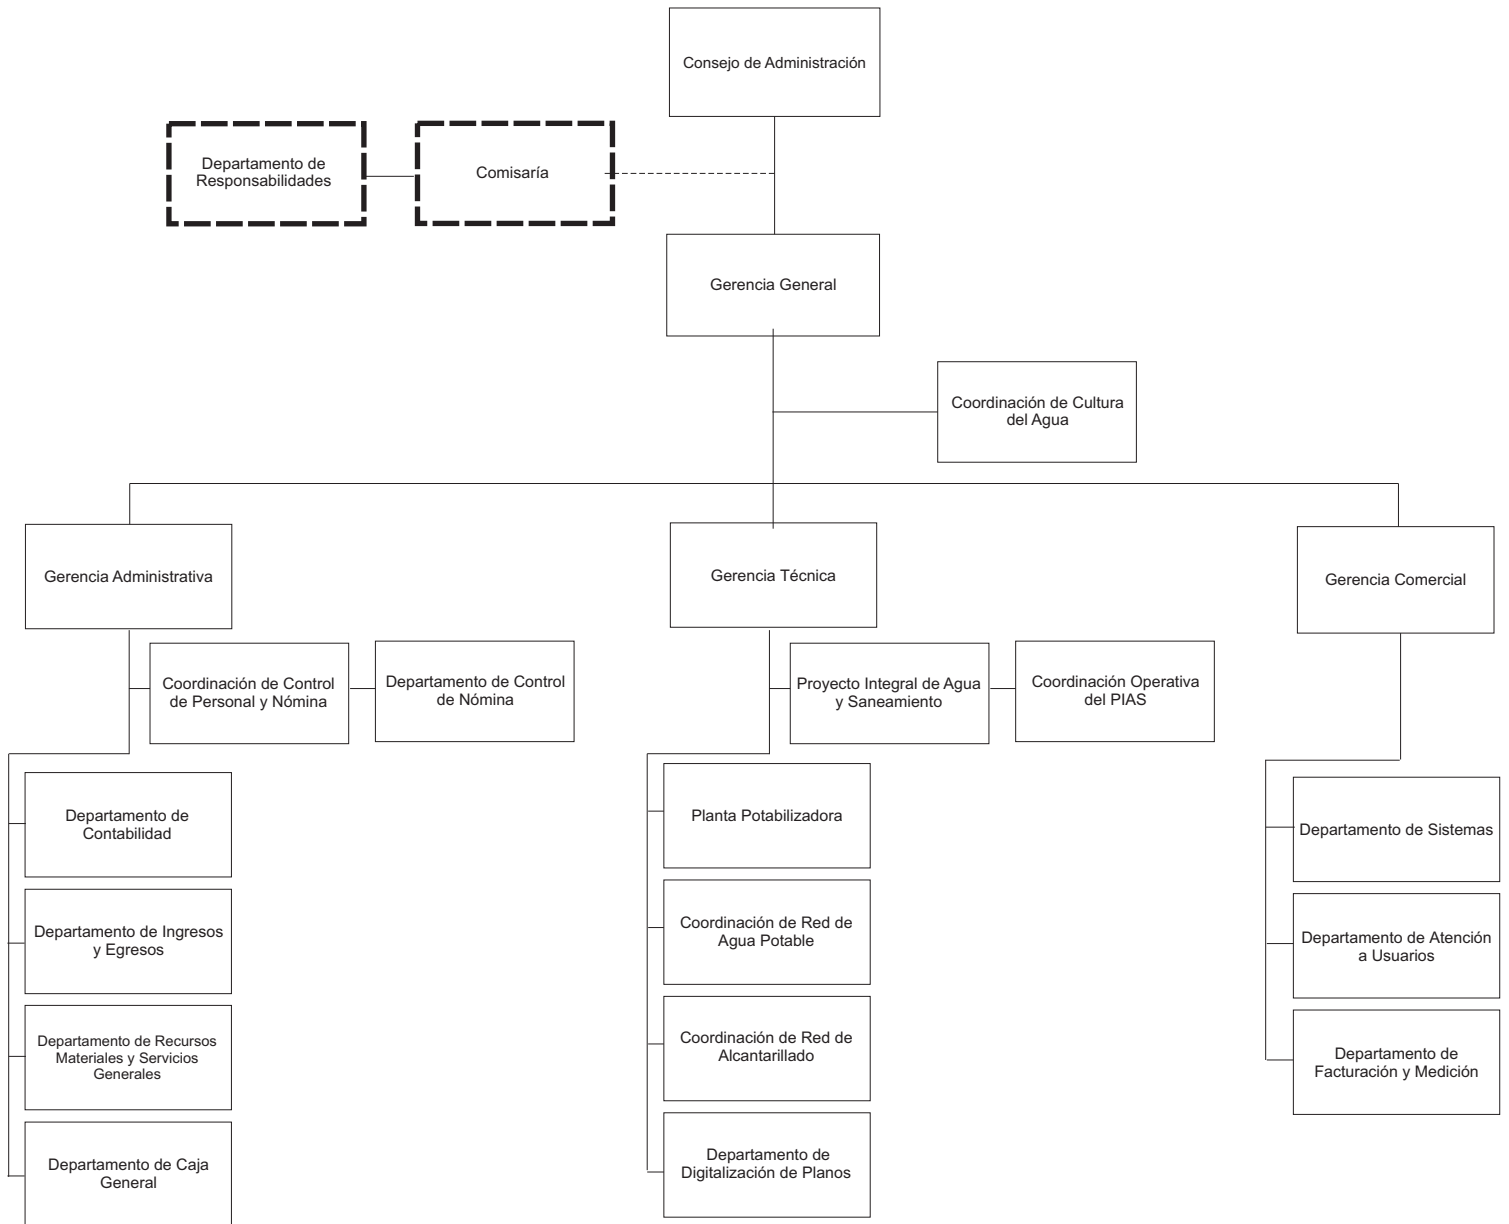 Consejo de Administración
Departamento de
Responsabilidades
Comisaría
Gerencia General
Coordinación de Cultura
del Agua
Gerencia Administrativa
Gerencia Técnica
Gerencia Comercial
Coordinación de Control
de Personal y Nómina
Departamento de Control
de Nómina
Proyecto Integral de Agua
y Saneamiento
Coordinación Operativa
del PIAS
Departamento de
Contabilidad
Departamento de Ingresos
y Egresos
Departamento de Recursos
Materiales y Servicios
Generales
Departamento de Caja
General
Planta Potabilizadora
Coordinación de Red de
Agua Potable
Coordinación de Red de
Alcantarillado
Departamento de
Digitalización de Planos
Departamento de Sistemas
Departamento de Atención
a Usuarios
Departamento de
Facturación y Medición